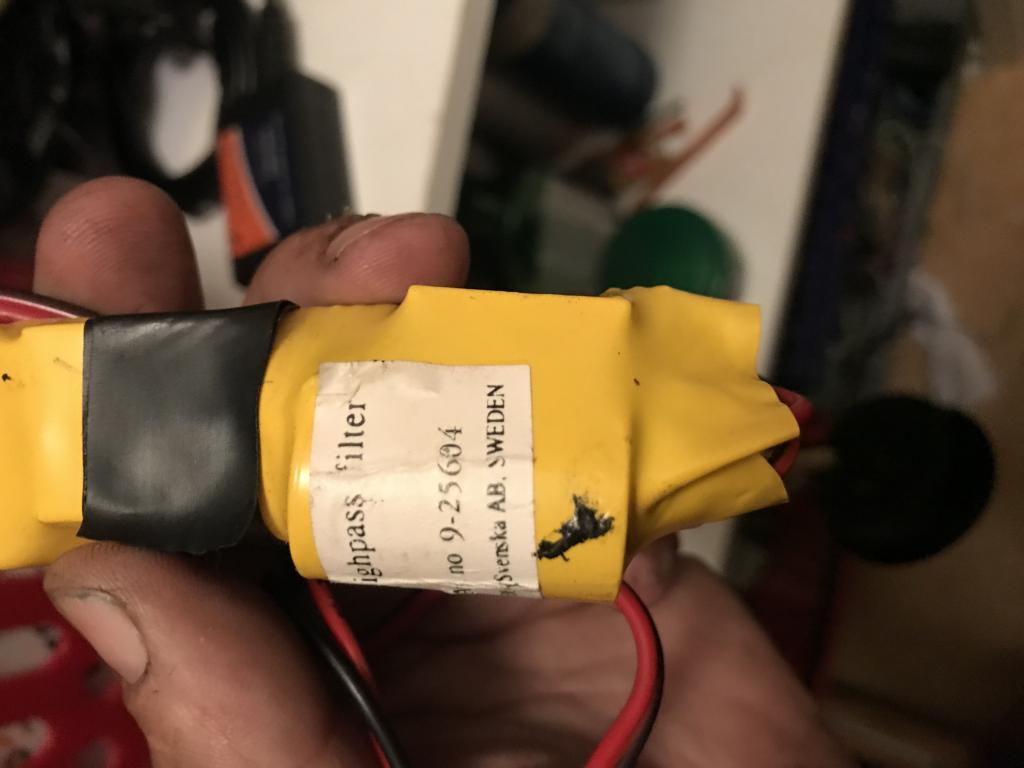 ighpass filter
no 9-25604
Svenska AB. SWEDEN